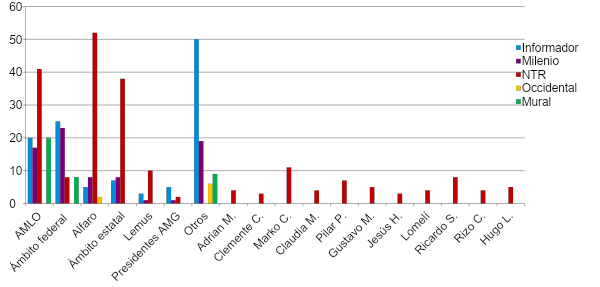 60
50
40
30
20
10
0
Informador
Milenio
NTR
Occidental
Mural
AMLO
Ámbito federal
Alfaro
Ámbito estatal
Lemus
Presidentes AMG
Otros
Adrian M.
Clemente C.
Marko C.
Claudia M.
Pilar P.
Gustavo M.
Jesús H.
Lomelí
Ricardo S.
Rizo C.
Hugo L.